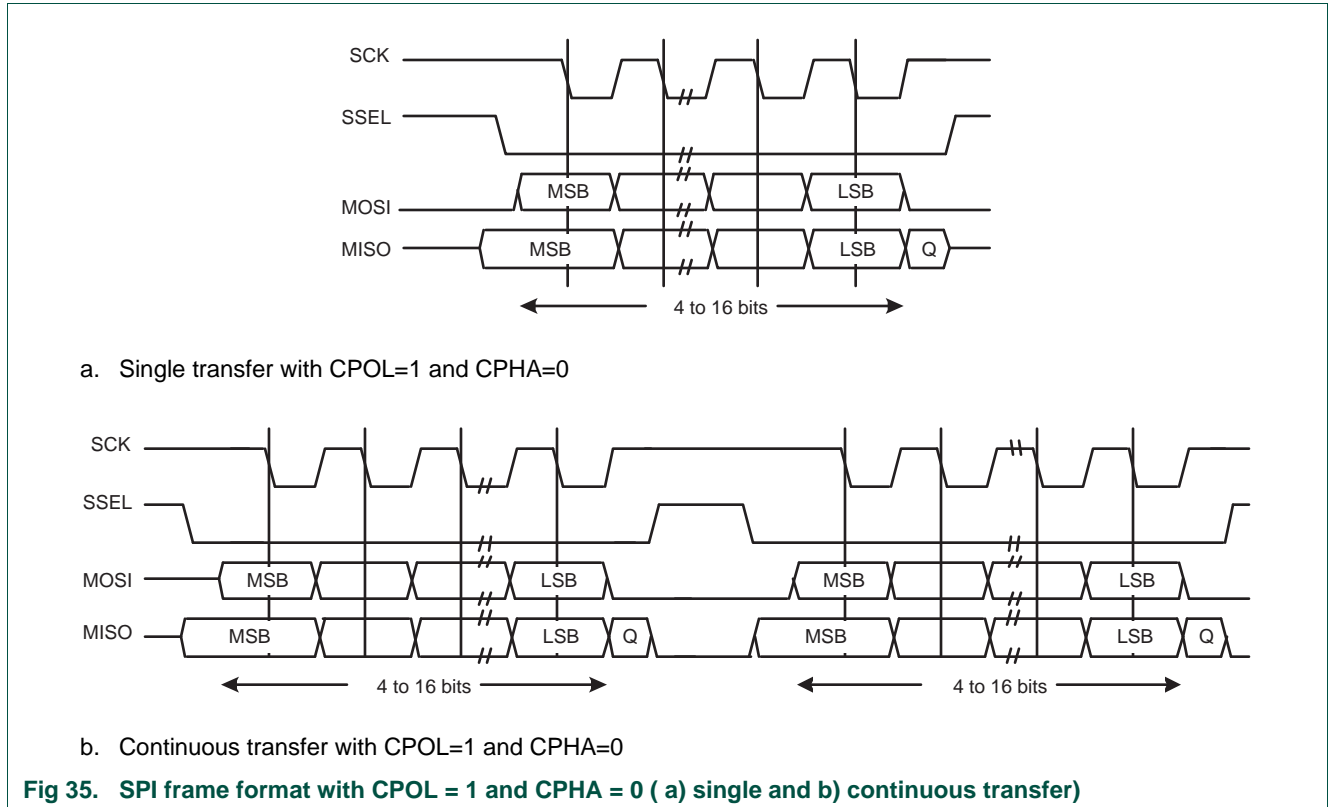 SCK
SSEL
MOSI
MSB
LSB
MISO
MSB
LSB
Q
4 to 16 bits
a. Single transfer with CPOL=1 and CPHA=0
SCK
SSEL
MOSI
MSB
LSB
MSB
LSB
MISO
MSB
LSB
Q
MSB
LSB
Q
4 to 16 bits
4 to 16 bits
b. Continuous transfer with CPOL=1 and CPHA=0
Fig 35. SPI frame format with CPOL = 1 and CPHA = 0 ( a) single and b) continuous transfer)